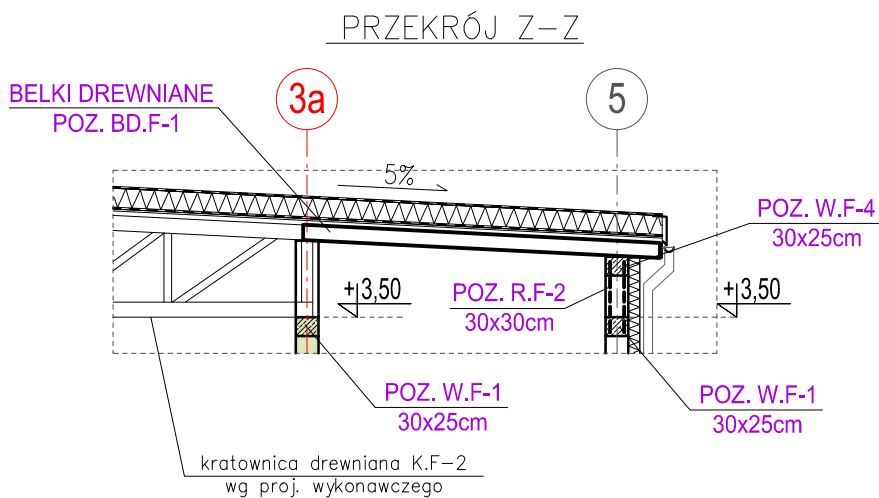 PRZEKRÓJ Z-Z
3a
5
BELKI DREWNIANE
POZ. BD.F-1
5%
POZ. W.F-4
30x25cm
+3,50
POZ. R.F-2
30x30cm
+3,50
POZ. W.F-1
30x25cm
POZ. W.F-1
30x25cm
kratownica drewniana K.F-2
wg proj. wykonawczego